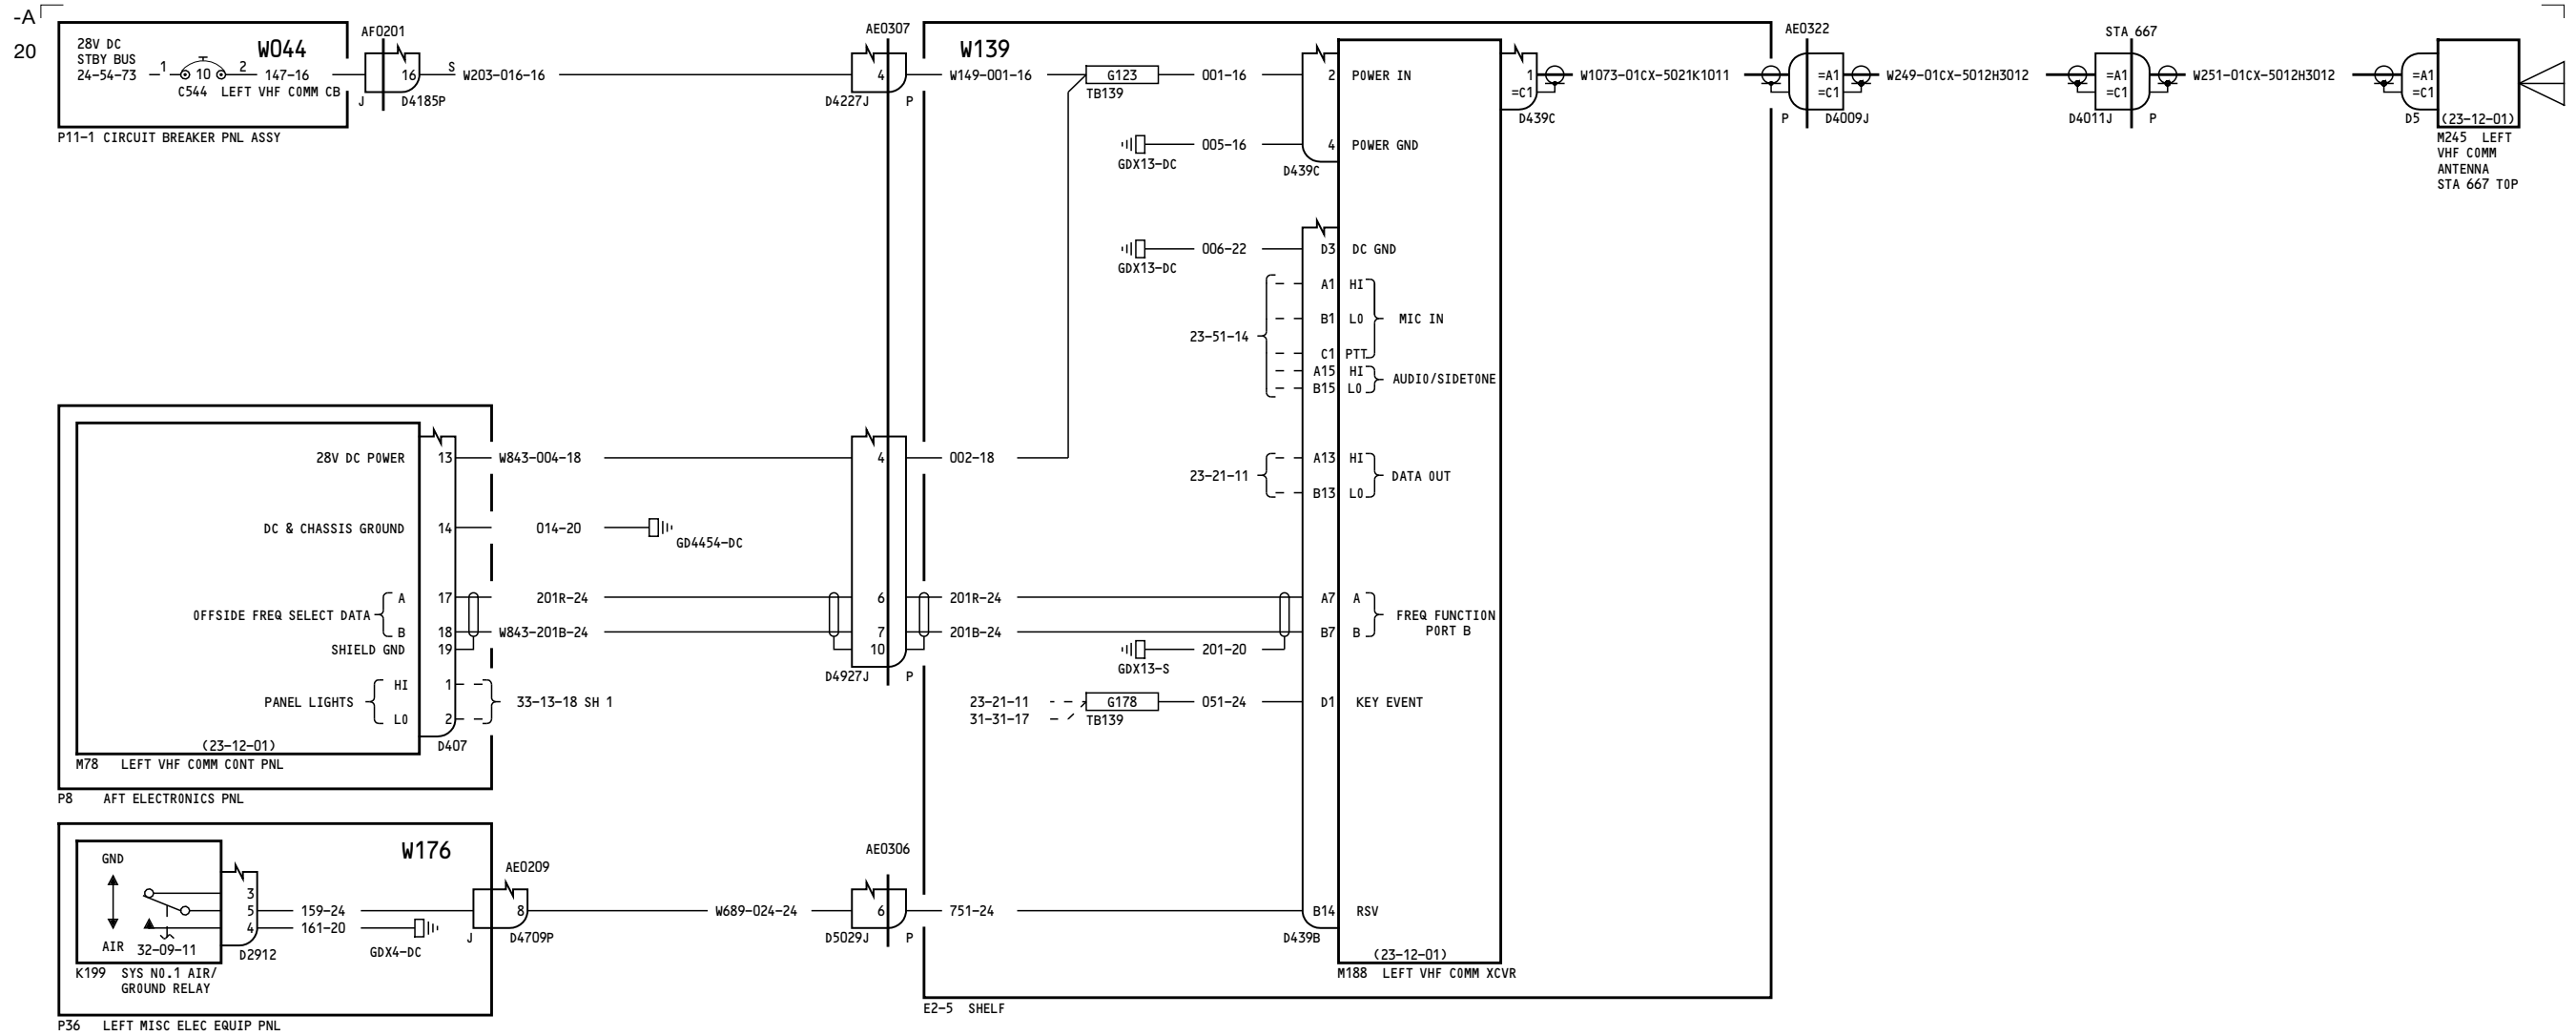 -A
20
28V DC
STBY BUS
24-54-73
W044
1
10
2
147-16
C544 LEFT VHF COMM CB
P11-1 CIRCUIT BREAKER PNL ASSY
AF0201
16
J
D4185P
S
W203-016-16
AE0307
4
D4227J
P
W139
W149-001-16
G123
TB139
001-16
2
POWER IN
GDX13-DC
005-16
4
POWER GND
D439C
1
=C1
D439C
W1073-01CX-5021K1011
AE0322
=A1
=C1
P
D4009J
W249-01CX-5012H3012
STA 667
=A1
=C1
D4011J
P
W251-01CX-5012H3012
=A1
=C1
D5
(23-12-01)
M245 LEFT
VHF COMM
ANTENNA
STA 667 TOP
GDX13-DC
006-22
D3
DC GND
23-51-14
A1
HI
B1
LO
MIC IN
C1
PTT
A15
HI
B15
LO
AUDIO/SIDETONE
23-21-11
A13
HI
B13
LO
DATA OUT
28V DC POWER
13
W843-004-18
4
002-18
DC & CHASSIS GROUND
14
014-20
GD4454-DC
OFFSIDE FREQ SELECT DATA
A
17
201R-24
6
201R-24
A7
A
B
18
W843-201B-24
7
201B-24
B7
B
FREQ FUNCTION
PORT B
SHIELD GND
19
10
D4927J
P
GDX13-S
201-20
PANEL LIGHTS
HI
1
LO
2
33-13-18 SH 1
D407
(23-12-01)
M78 LEFT VHF COMM CONT PNL
P8 AFT ELECTRONICS PNL
23-21-11
31-31-17
G178
TB139
051-24
D1
KEY EVENT
W176
GND
AIR
32-09-11
3
5
4
D2912
159-24
161-20
GDX4-DC
K199 SYS NO.1 AIR/
GROUND RELAY
P36 LEFT MISC ELEC EQUIP PNL
AE0209
8
J
D4709P
W689-024-24
AE0306
6
D5029J
P
751-24
B14
RSV
D439B
(23-12-01)
M188 LEFT VHF COMM XCVR
E2-5 SHELF